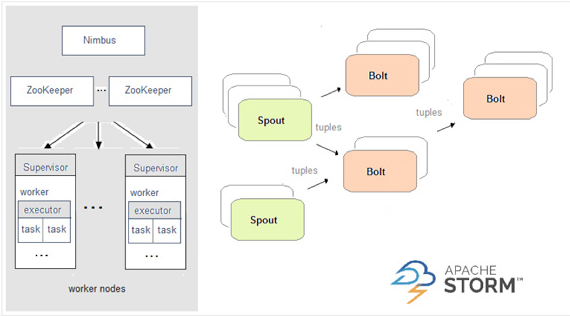 Nimbus
ZooKeeper ... ZooKeeper
Supervisor
worker
executor
task task
...
...
Supervisor
worker
executor
task task
...
worker nodes
Spout
tuples
Bolt
Spout
tuples
Bolt
tuples
Bolt
APACHE
STORM™